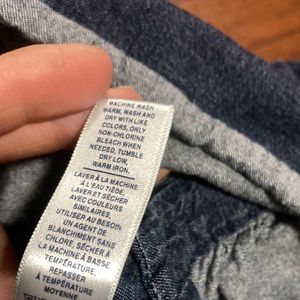 MACHINE WASH
WARM, WASH AND
DRY WITH LIKE
COLORS, ONLY
NON-CHLORINE
BLEACH WHEN
NEEDED, TUMBLE
DRY LOW,
WARM IRON.
LAVER À LA MACHINE
À L'EAU TIÈDE,
LAVER ET SÉCHER
AVEC COULEURS
SIMILAIRES,
UTILISER AU BESOIN
UN AGENT DE
BLANCHIMENT SANS
CHLORE, SÉCHER À
LA MACHINE À BASSE
TEMPÉRATURE,
REPASSER
À TEMPÉRATURE
MOYENNE